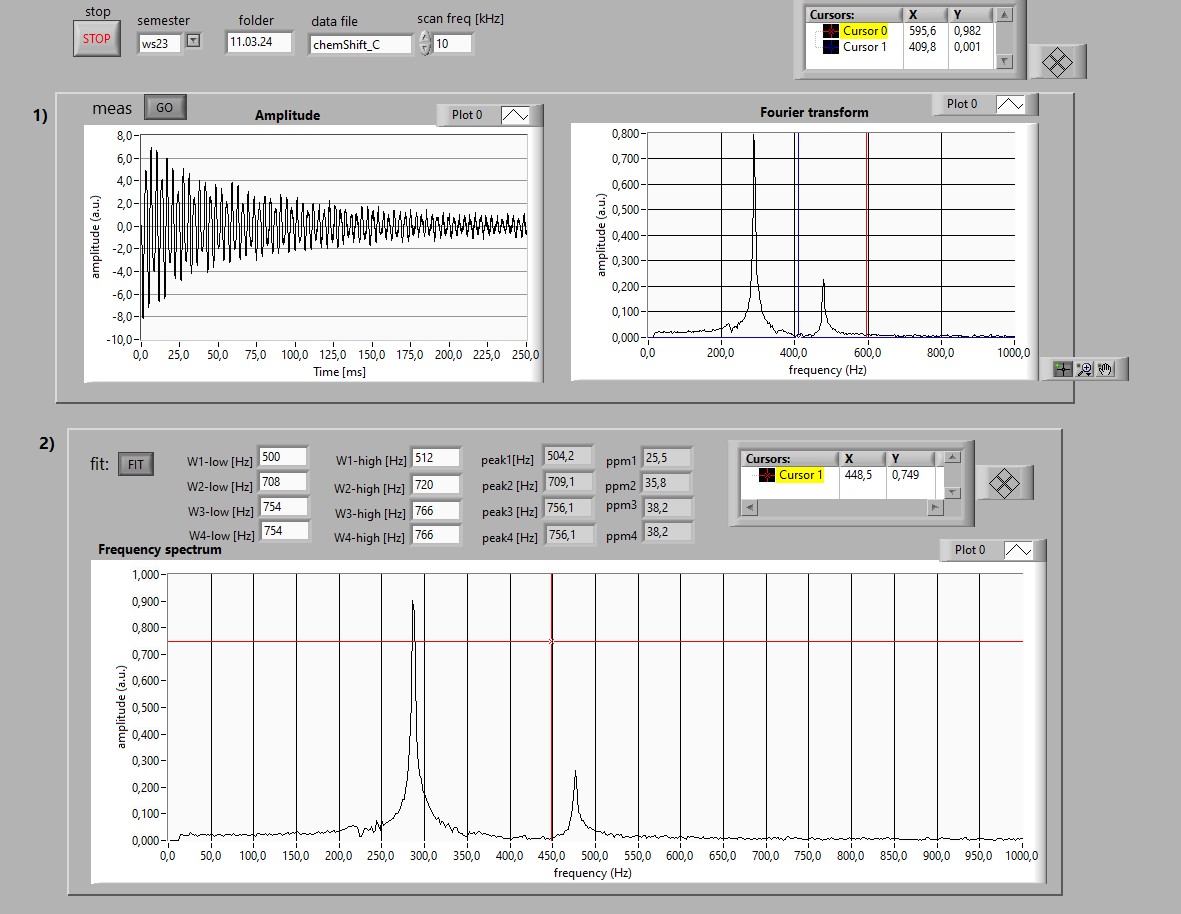 stop
STOP
semester
ws23
folder
11.03.24
data file
chemShift_C
scan freq [kHz]
10
Cursors: X Y
Cursor 0 595,6 0,982
Cursor 1 409,8 0,001
1)
meas GO
Amplitude
Plot 0
8,0
6,0
4,0
2,0
0,0
-2,0
-4,0
-6,0
-8,0
-10,0
amplitude (a.u.)
0,0 25,0 50,0 75,0 100,0 125,0 150,0 175,0 200,0 225,0 250,0
Time [ms]
Fourier transform
Plot 0
0,800
0,700
0,600
0,500
0,400
0,300
0,200
0,100
0,000
amplitude (a.u.)
0,0 200,0 400,0 600,0 800,0 1000,0
frequency (Hz)
2)
fit: FIT
W1-low [Hz] 500 W1-high [Hz] 512 peak1[Hz] 504,2 ppm1 25,5
W2-low [Hz] 708 W2-high [Hz] 720 peak2 [Hz] 709,1 ppm2 35,8
W3-low [Hz] 754 W3-high [Hz] 766 peak3 [Hz] 756,1 ppm3 38,2
W4-low [Hz] 754 W4-high [Hz] 766 peak4 [Hz] 756,1 ppm4 38,2
Cursors: X Y
Cursor 1 448,5 0,749
Frequency spectrum
Plot 0
1,000
0,900
0,800
0,700
0,600
0,500
0,400
0,300
0,200
0,100
0,000
amplitude (a.u.)
0,0 50,0 100,0 150,0 200,0 250,0 300,0 350,0 400,0 450,0 500,0 550,0 600,0 650,0 700,0 750,0 800,0 850,0 900,0 950,0 1000,0
frequency (Hz)